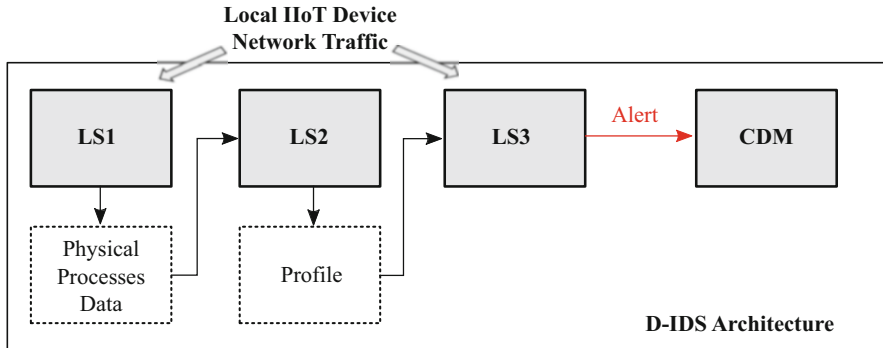 Local IIoT Device
Network Traffic
LS1
LS2
LS3
Alert
CDM
Physical
Processes
Data
Profile
D-IDS Architecture